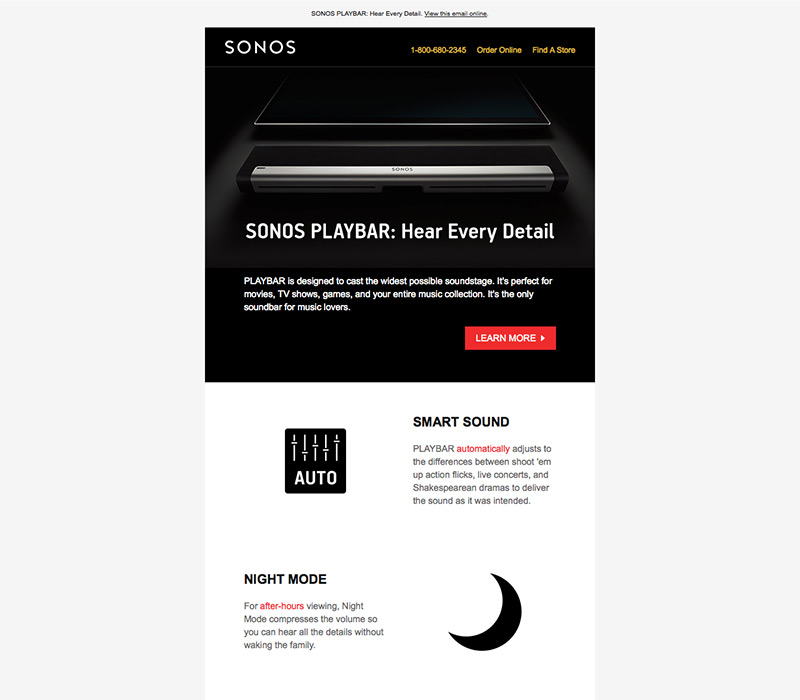 SONOS PLAYBAR: Hear Every Detail. View this email online.
SONOS
1-800-680-2345 Order Online Find A Store
SONOS
SONOS PLAYBAR: Hear Every Detail
PLAYBAR is designed to cast the widest possible soundstage. It's perfect for
movies, TV shows, games, and your entire music collection. It's the only
soundbar for music lovers.
LEARN MORE
SMART SOUND
PLAYBAR automatically adjusts to
the differences between shoot 'em
up action flicks, live concerts, and
Shakespearean dramas to deliver
the sound as it was intended.
AUTO
NIGHT MODE
For after-hours viewing, Night
Mode compresses the volume so
you can hear all the details without
waking the family.